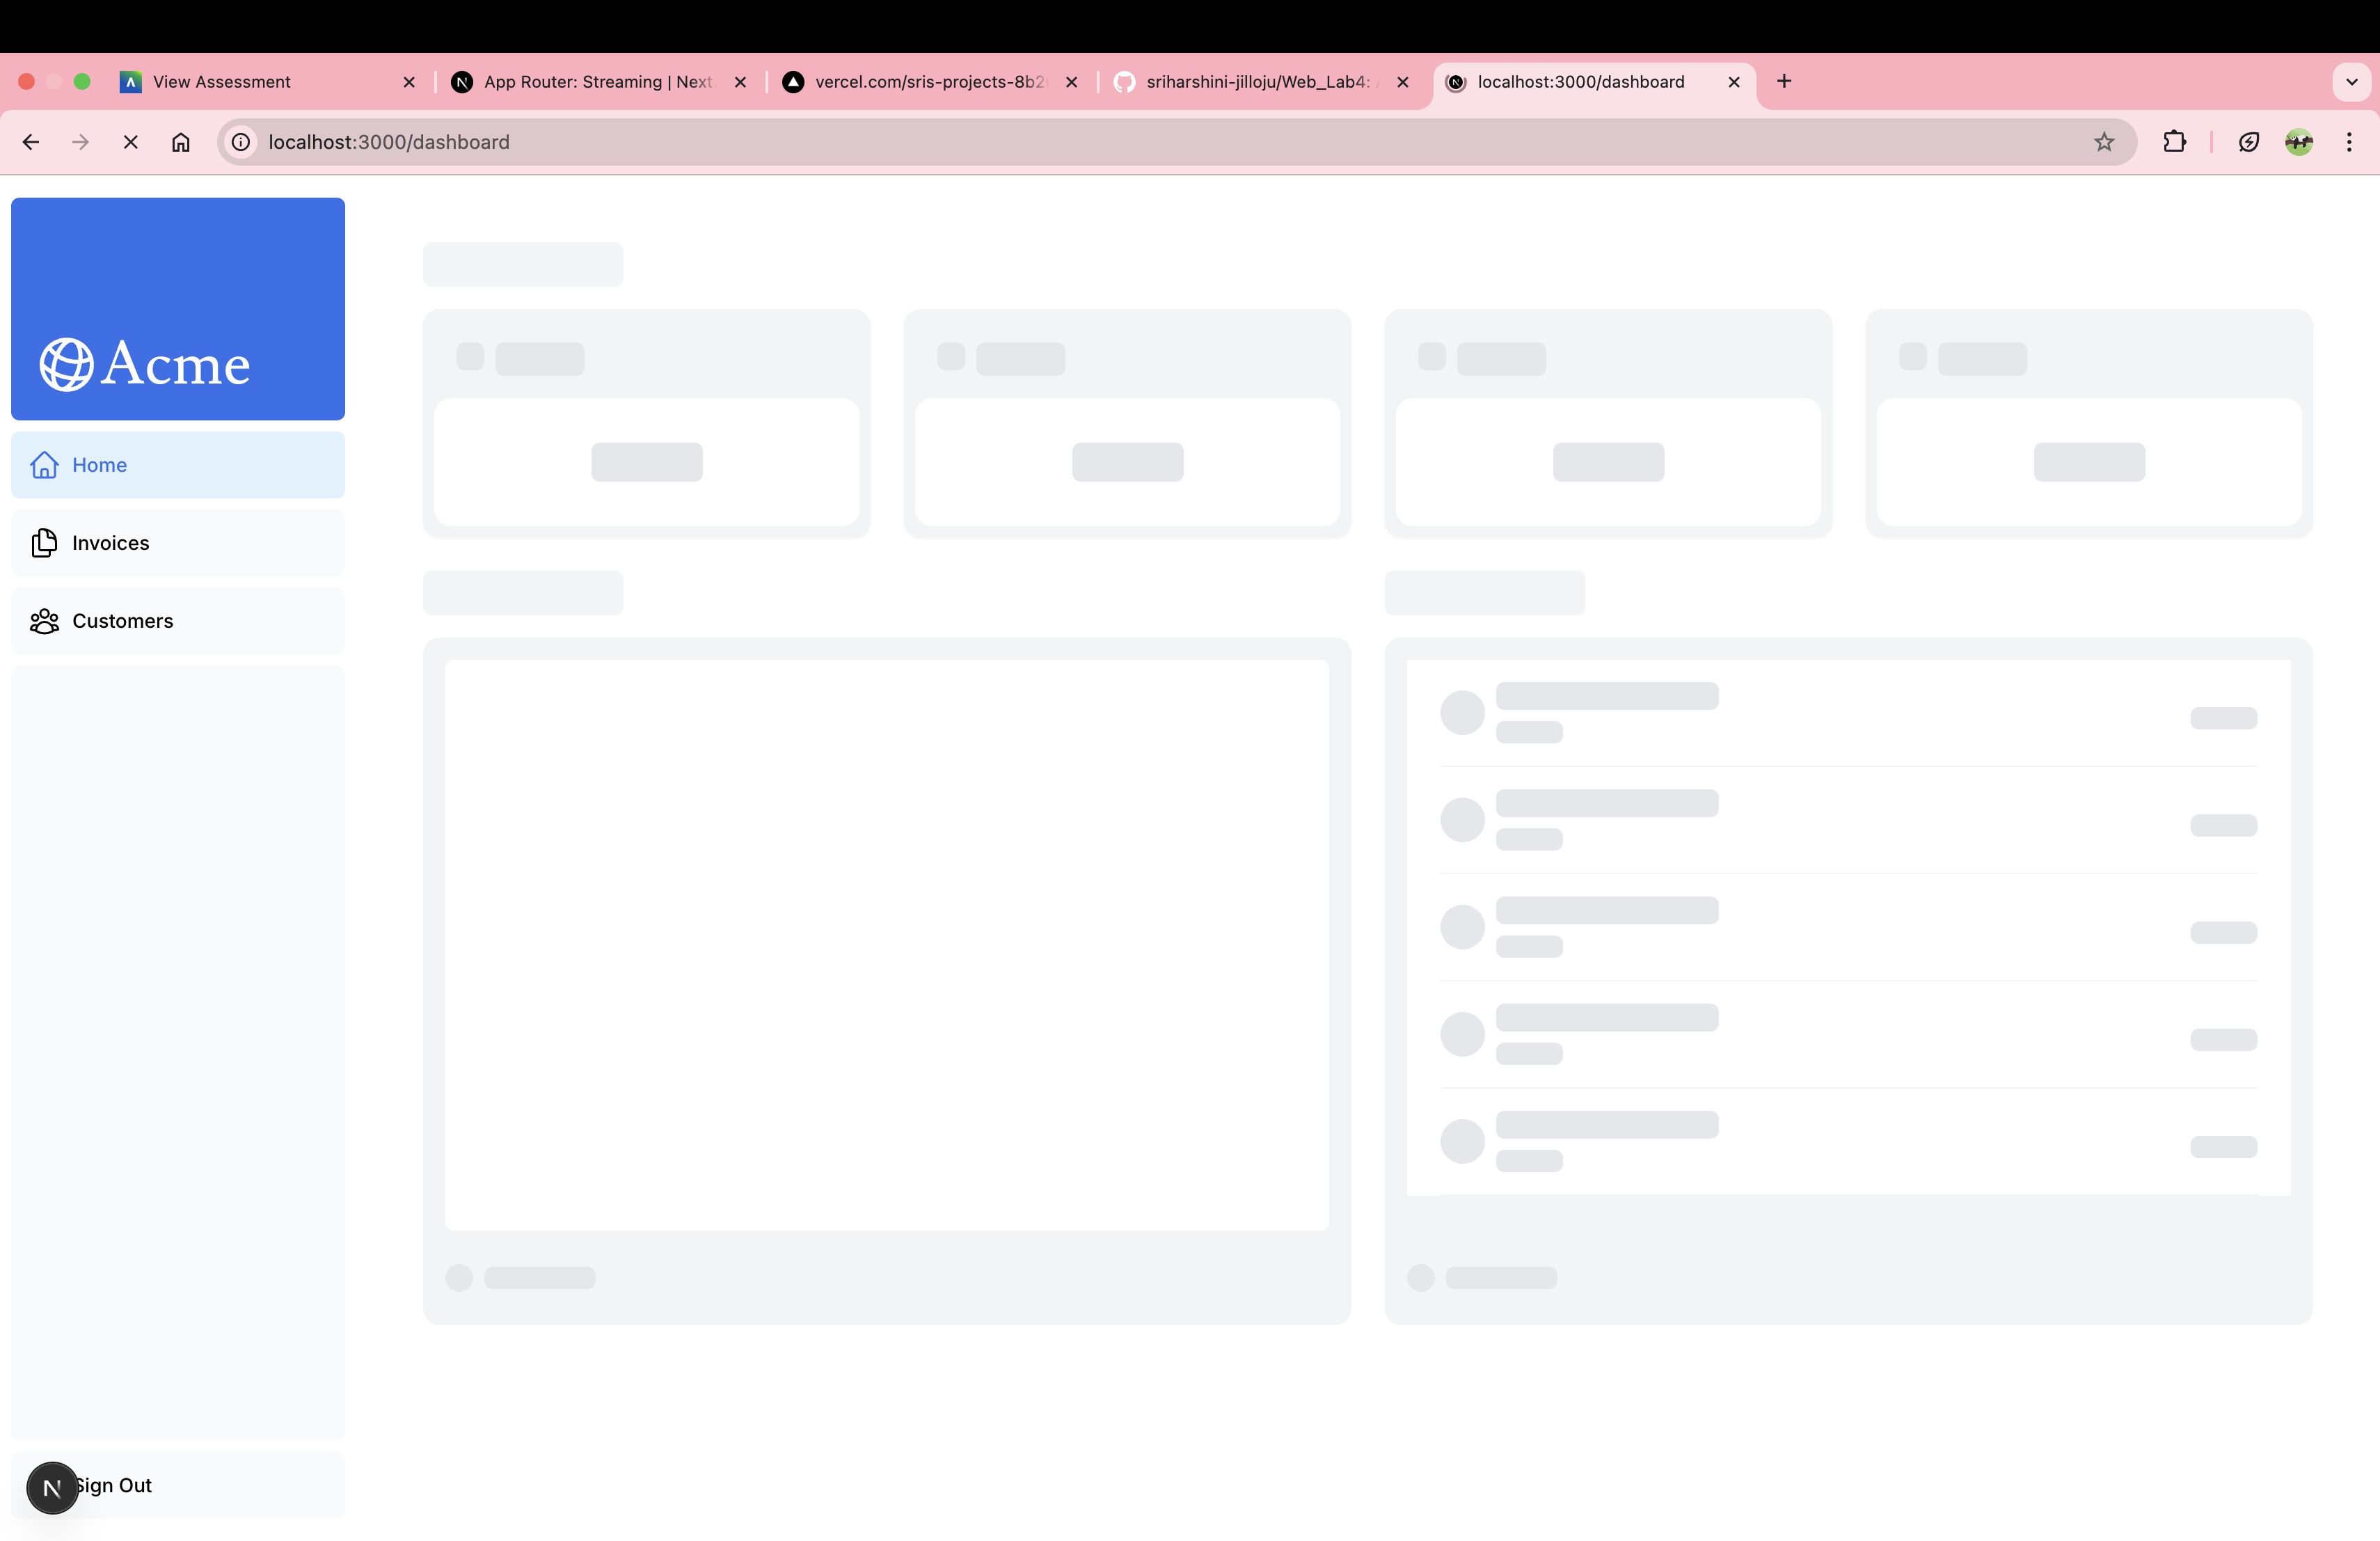 View Assessment
App Router: Streaming | Next.
vercel.com/sris-projects-8b2
sriharshini-jilloju/Web_Lab4:
localhost:3000/dashboard
localhost:3000/dashboard
Acme
Home
Invoices
Customers
N Sign Out